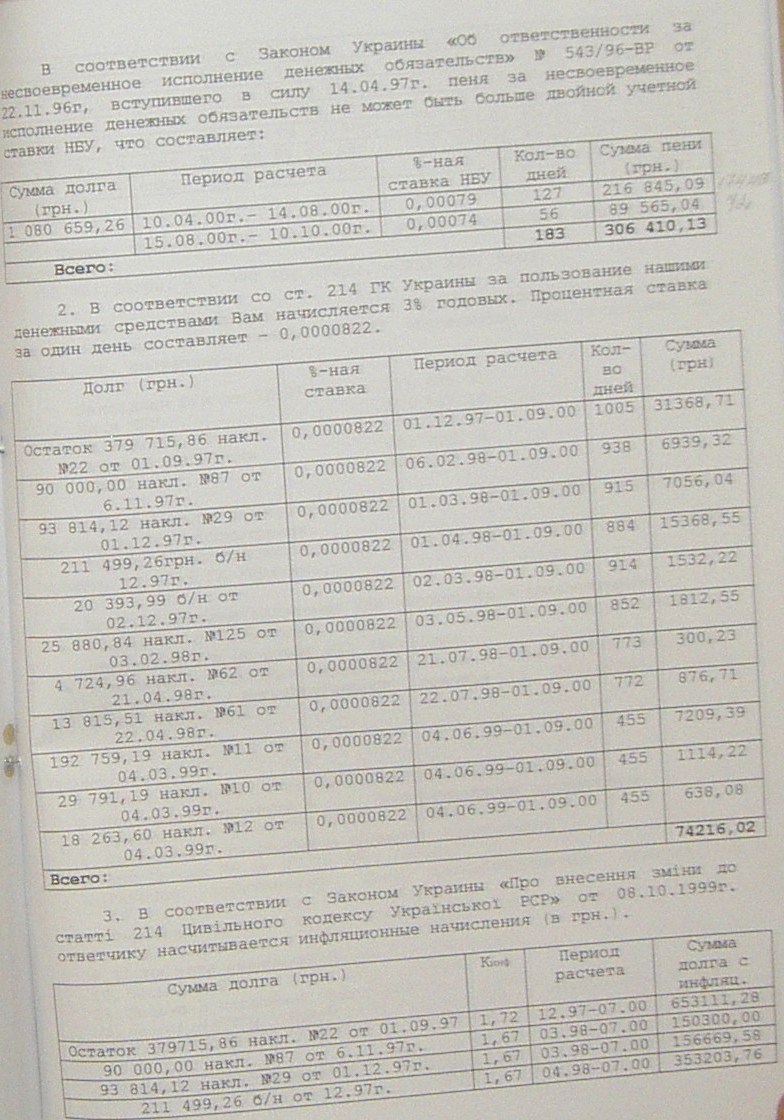 В соответствии с Законом Украины «Об ответственности за
несвоевременное исполнение денежных обязательств» № 543/96-ВР от
22.11.96г, вступившего в силу 14.04.97г. пеня за несвоевременное
исполнение денежных обязательств не может быть больше двойной учетной
ставки НБУ, что составляет:
Сумма долга (грн.) Период расчета %-ная ставка НБУ Кол-во дней Сумма пени (грн.)
1 080 659,26 10.04.00г.- 14.08.00г. 0,00079 127 216 845,09
15.08.00г.- 10.10.00г. 0,00074 56 89 565,04
Всего: 183 306 410,13
2. В соответствии со ст. 214 ГК Украины за пользование нашими
денежными средствами Вам начисляется 3% годовых. Процентная ставка
за один день составляет – 0,0000822.
Долг (грн.) %-ная ставка Период расчета Кол-во дней Сумма (грн)
Остаток 379 715,86 накл. №22 от 01.09.97г. 0,0000822 01.12.97-01.09.00 1005 31368,71
90 000,00 накл. №87 от 6.11.97г. 0,0000822 06.02.98-01.09.00 938 6939,32
93 814,12 накл. №29 от 01.12.97г. 0,0000822 01.03.98-01.09.00 915 7056,04
211 499,26грн. б/н 12.97г. 0,0000822 01.04.98-01.09.00 884 15368,55
20 393,99 б/н от 02.12.97г. 0,0000822 02.03.98-01.09.00 914 1532,22
25 880,84 накл. №125 от 03.02.98г. 0,0000822 03.05.98-01.09.00 852 1812,55
4 724,96 накл. №62 от 21.04.98г. 0,0000822 21.07.98-01.09.00 773 300,23
13 815,51 накл. №61 от 22.04.98г. 0,0000822 22.07.98-01.09.00 772 876,71
192 759,19 накл. №11 от 04.03.99г. 0,0000822 04.06.99-01.09.00 455 7209,39
29 791,19 накл. №10 от 04.03.99г. 0,0000822 04.06.99-01.09.00 455 1114,22
18 263,60 накл. №12 от 04.03.99г. 0,0000822 04.06.99-01.09.00 455 638,08
Всего: 74216,02
3. В соответствии с Законом Украины «Про внесення зміни до
статті 214 Цивільного кодексу Української РСР» от 08.10.1999г.
ответчику насчитывается инфляционные начисления (в грн.).
Сумма долга (грн.) Кинф Период расчета Сумма долга с инфляц.
Остаток 379715,86 накл. №22 от 01.09.97 1,72 12.97-07.00 653111,28
90 000,00 накл. №87 от 6.11.97г. 1,67 03.98-07.00 150300,00
93 814,12 накл. №29 от 01.12.97г. 1,67 03.98-07.00 156669,58
211 499,26 б/н от 12.97г. 1,67 04.98-07.00 353203,76